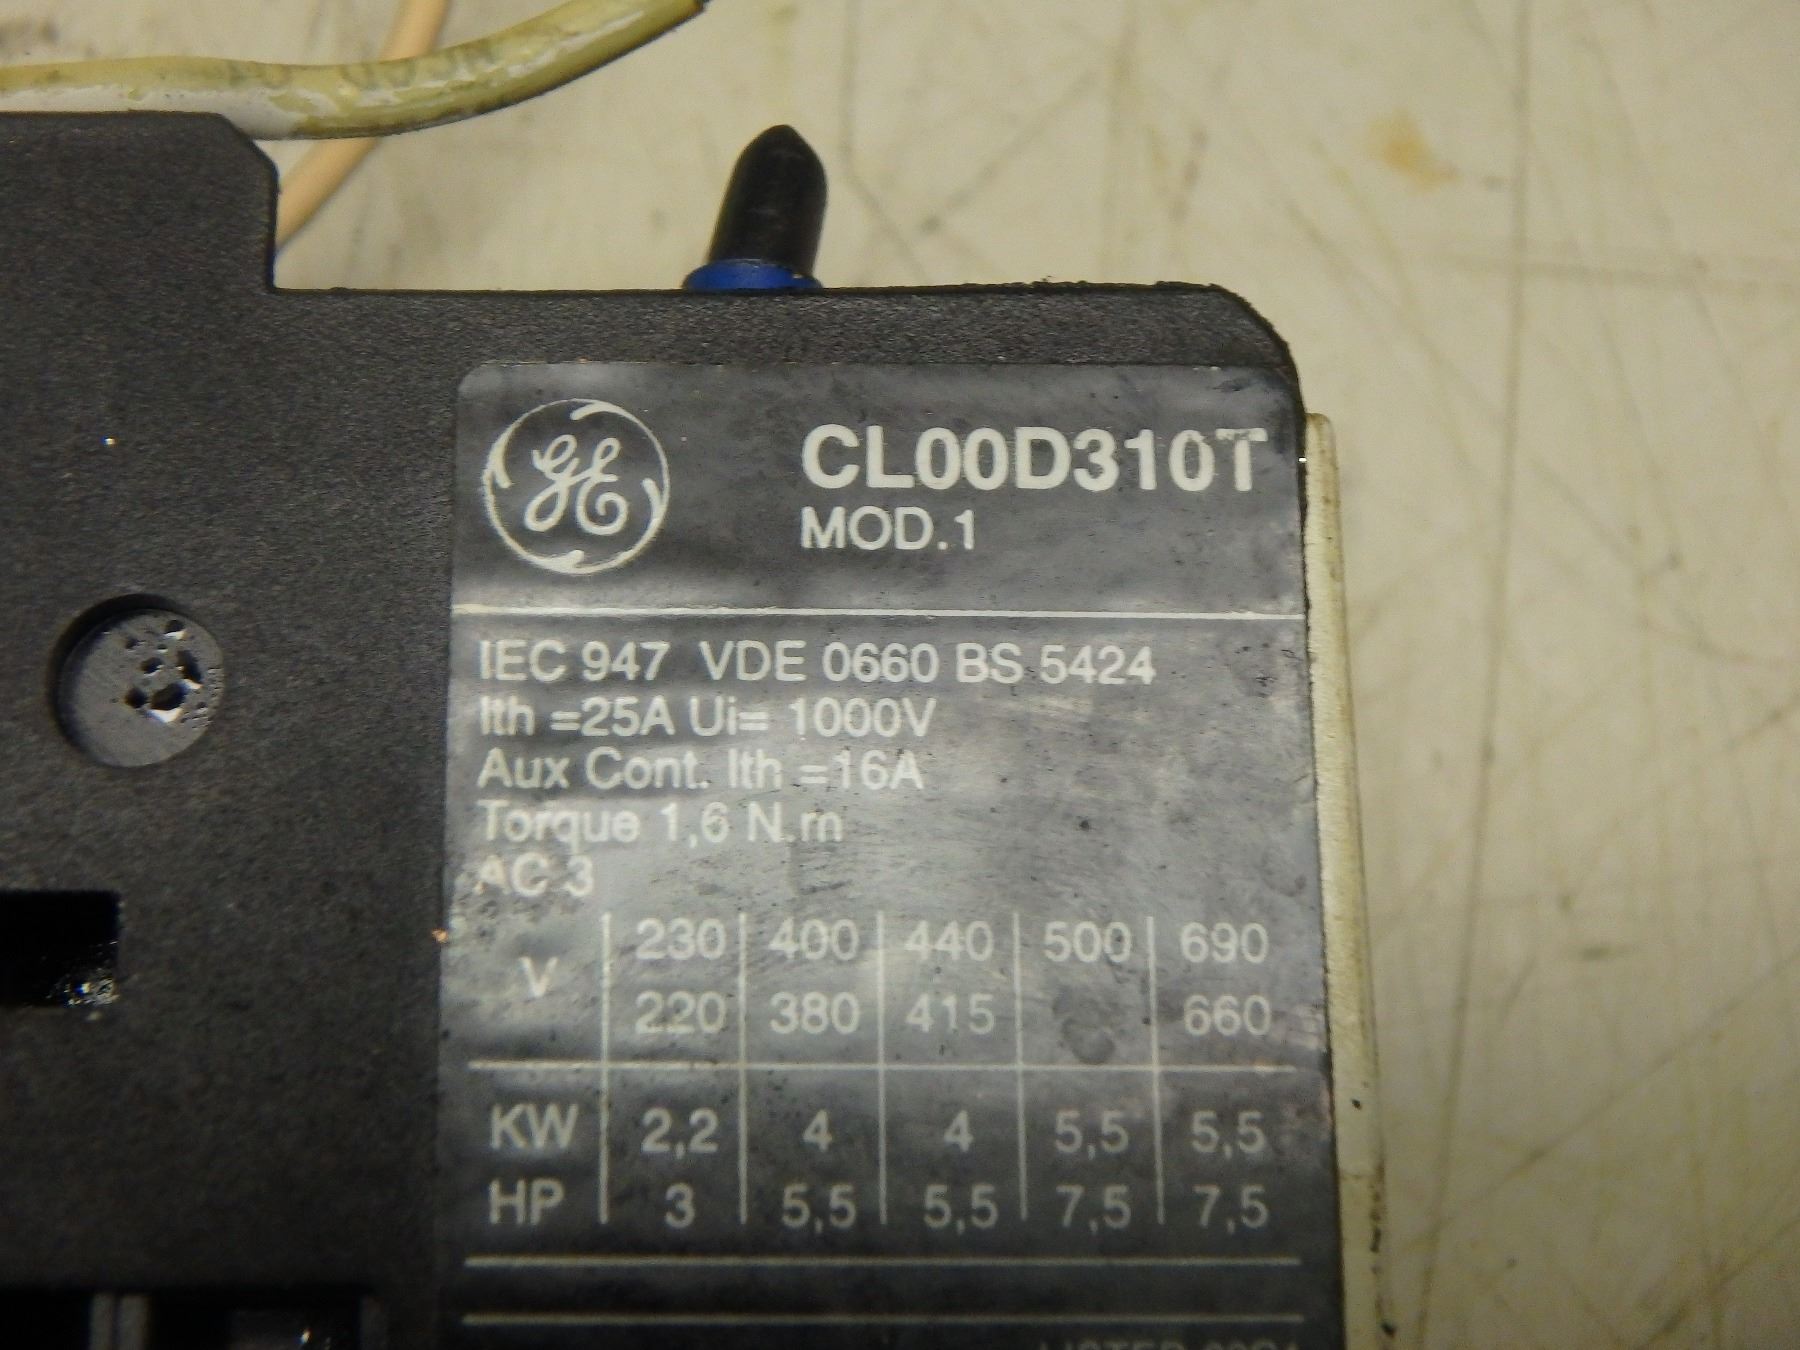 GE
CL00D310T
MOD.1
IEC 947 VDE 0660 BS 5424
Ith =25A Ui= 1000V
Aux Cont. Ith =16A
Torque 1,6 N.m
AC 3
V 230 400 440 500 690
220 380 415 660
KW 2,2 4 4 5,5 5,5
HP 3 5,5 5,5 7,5 7,5